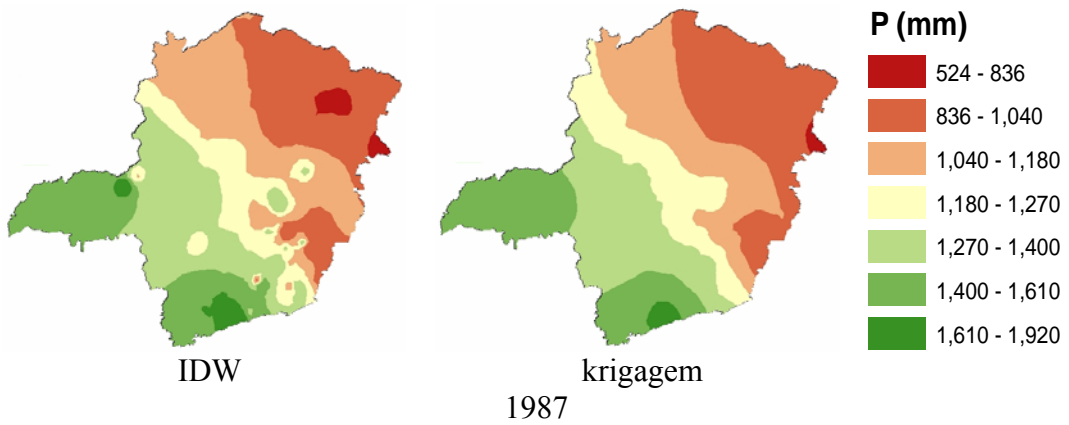 P (mm)
524 - 836
836 - 1,040
1,040 - 1,180
1,180 - 1,270
1,270 - 1,400
1,400 - 1,610
1,610 - 1,920
IDW
krigagem
1987